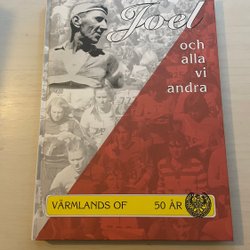 Joel
och
alla
vi
andra
VÄRMLANDS OF 50 ÅR